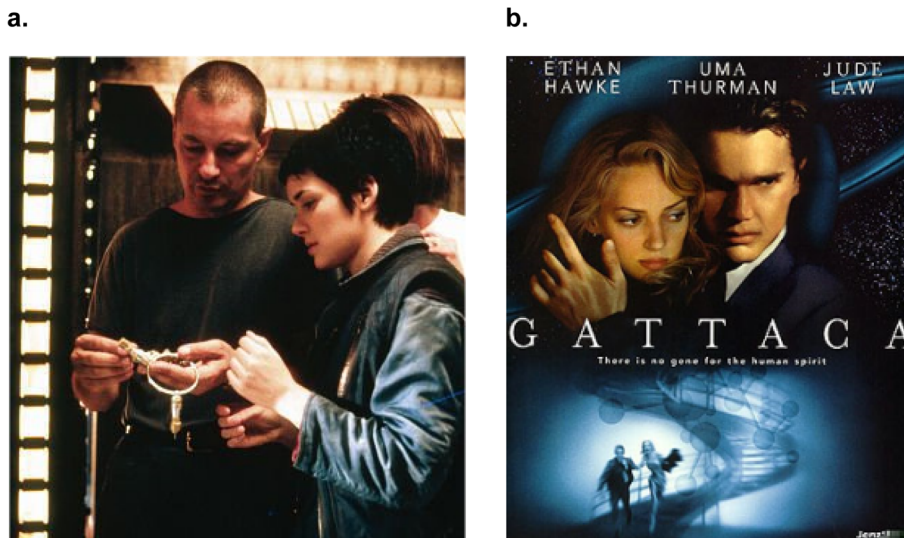 a.
b.
ETHAN HAWKE
UMA THURMAN
JUDE LAW
GATTACA
There is no gene for the human spirit